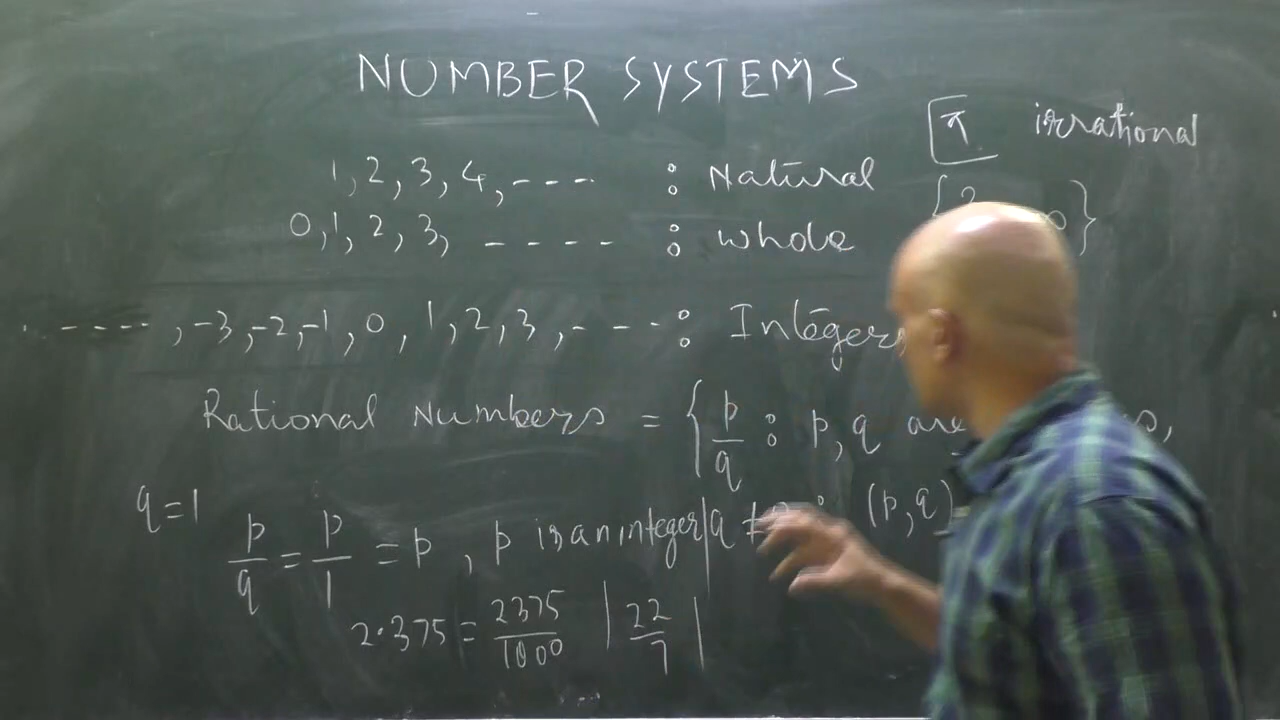 NUMBER SYSTEMS
π irrational
1, 2, 3, 4, ---- : Natural
0, 1, 2, 3, ----- : whole
----- , -3, -2, -1, 0, 1, 2, 3, ---- : Integers
Rational Numbers = { p/q : p, q are
q ≠ 0 ; (p, q)
q = 1
p/q = p/1 = p , p is an integer
2.375 = 2375/1000 | 22/7 |